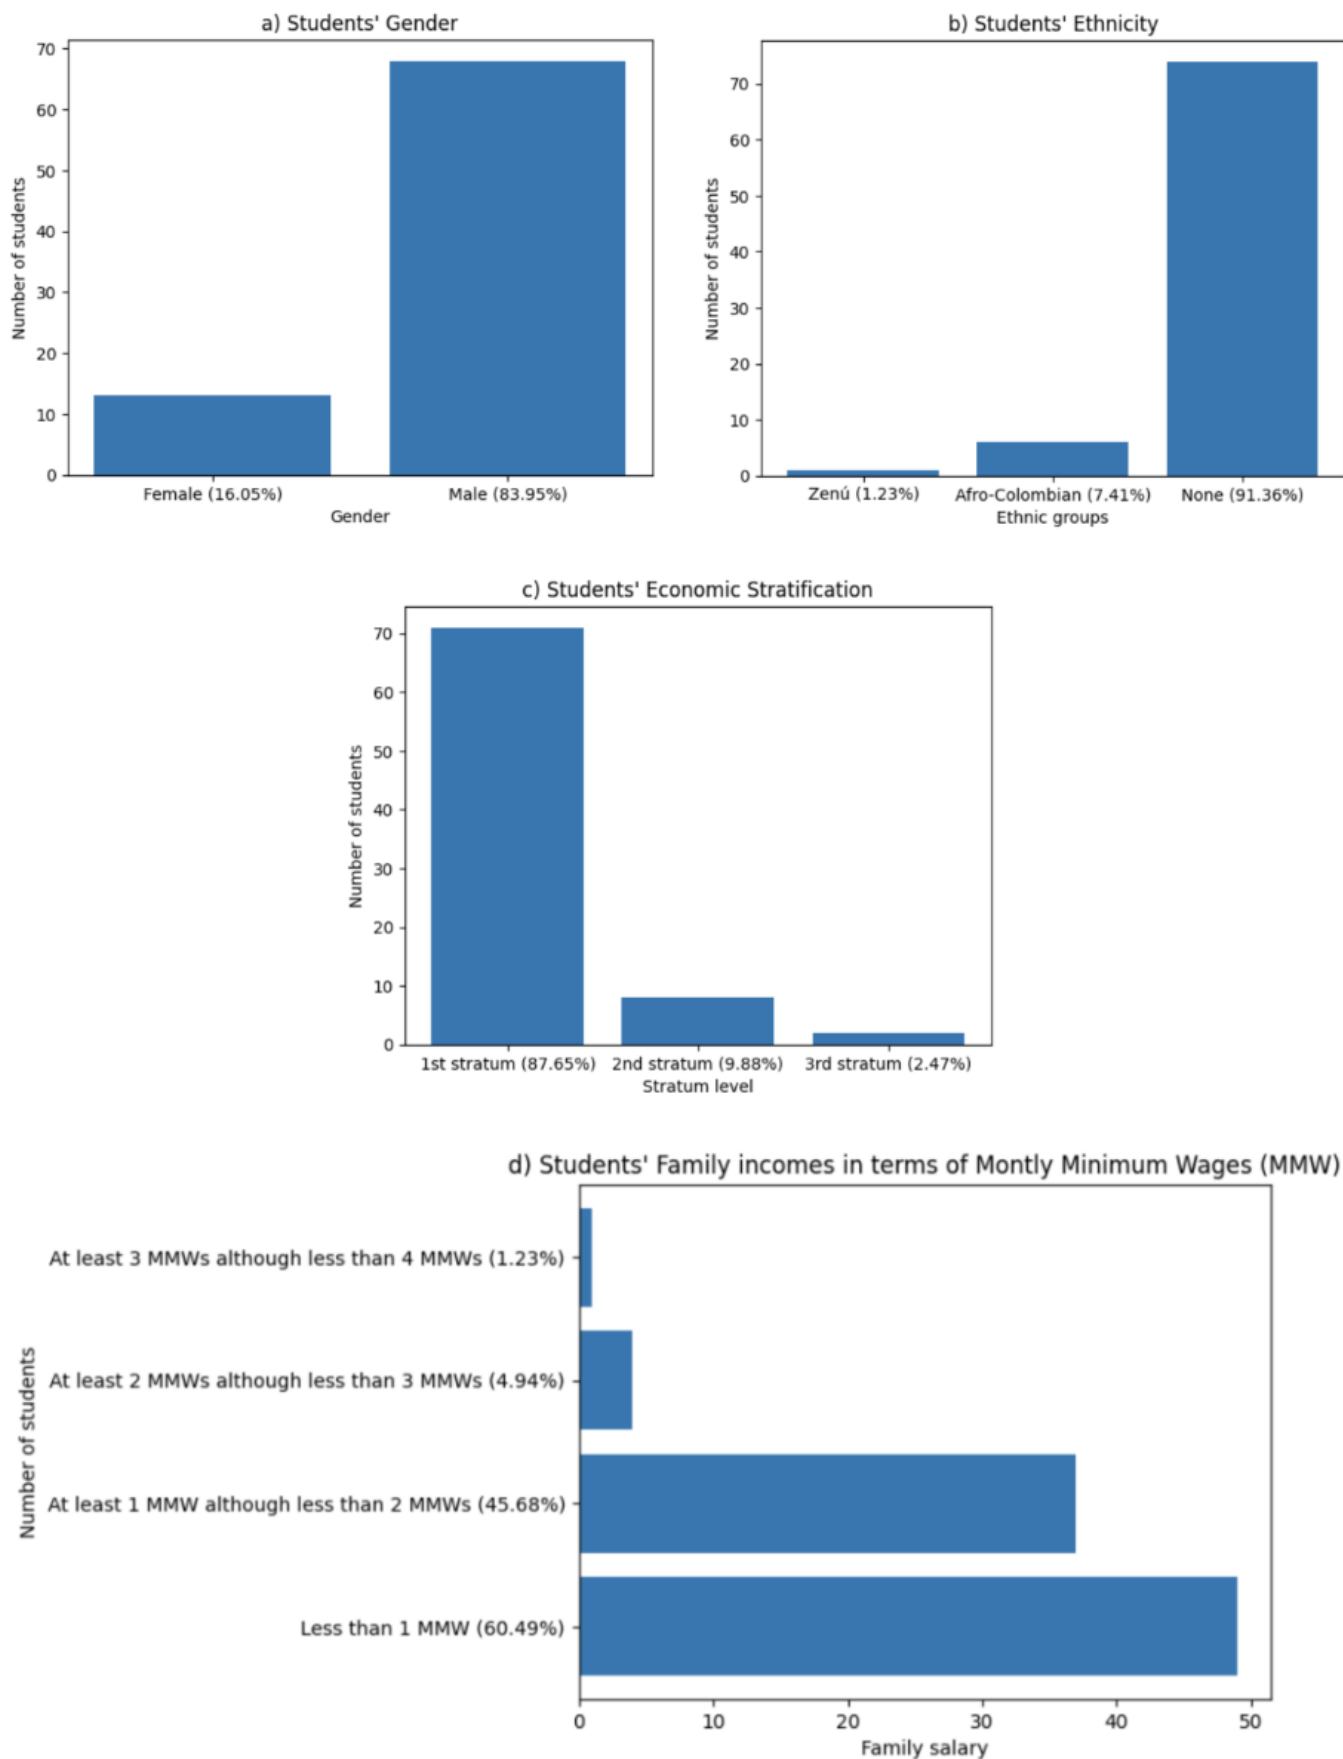 a) Students' Gender
70
60
50
40
30
20
10
0
Number of students
Female (16.05%)
Male (83.95%)
Gender
b) Students' Ethnicity
70
60
50
40
30
20
10
0
Number of students
Zenú (1.23%)
Afro-Colombian (7.41%)
None (91.36%)
Ethnic groups
c) Students' Economic Stratification
70
60
50
40
30
20
10
0
Number of students
1st stratum (87.65%)
2nd stratum (9.88%)
3rd stratum (2.47%)
Stratum level
d) Students' Family incomes in terms of Montly Minimum Wages (MMW)
Number of students
At least 3 MMWs although less than 4 MMWs (1.23%)
At least 2 MMWs although less than 3 MMWs (4.94%)
At least 1 MMW although less than 2 MMWs (45.68%)
Less than 1 MMW (60.49%)
0
10
20
30
40
50
Family salary